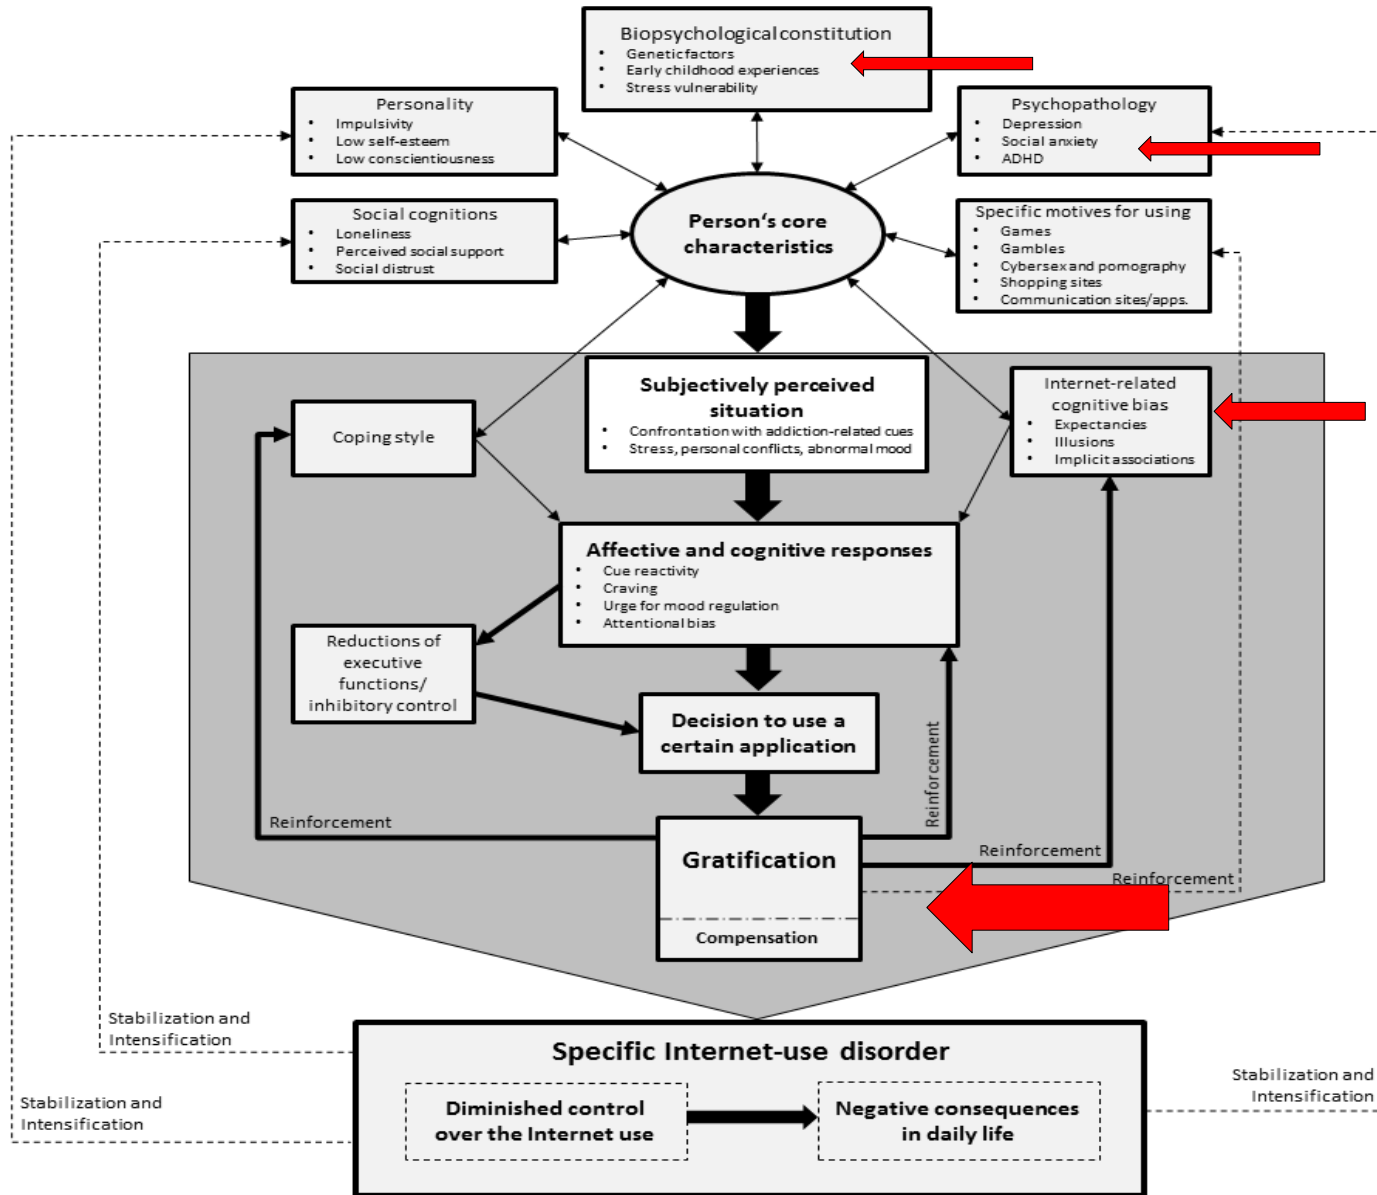 Biopsychological constitution
• Genetic factors
• Early childhood experiences
• Stress vulnerability
Personality
• Impulsivity
• Low self-esteem
• Low conscientiousness
Psychopathology
• Depression
• Social anxiety
• ADHD
Social cognitions
• Loneliness
• Perceived social support
• Social distrust
Person‘s core
characteristics
Specific motives for using
• Games
• Gambles
• Cybersex and pornography
• Shopping sites
• Communication sites/apps.
Subjectively perceived
situation
• Confrontation with addiction-related cues
• Stress, personal conflicts, abnormal mood
Coping style
Internet-related
cognitive bias
• Expectancies
• Illusions
• Implicit associations
Affective and cognitive responses
• Cue reactivity
• Craving
• Urge for mood regulation
• Attentional bias
Reductions of
executive
functions/
inhibitory control
Decision to use a
certain application
Reinforcement
Reinforcement
Gratification
Reinforcement
Reinforcement
Compensation
Stabilization and
Intensification
Specific Internet-use disorder
Stabilization and
Intensification
Diminished control
over the Internet use
Negative consequences
in daily life
Stabilization and
Intensification